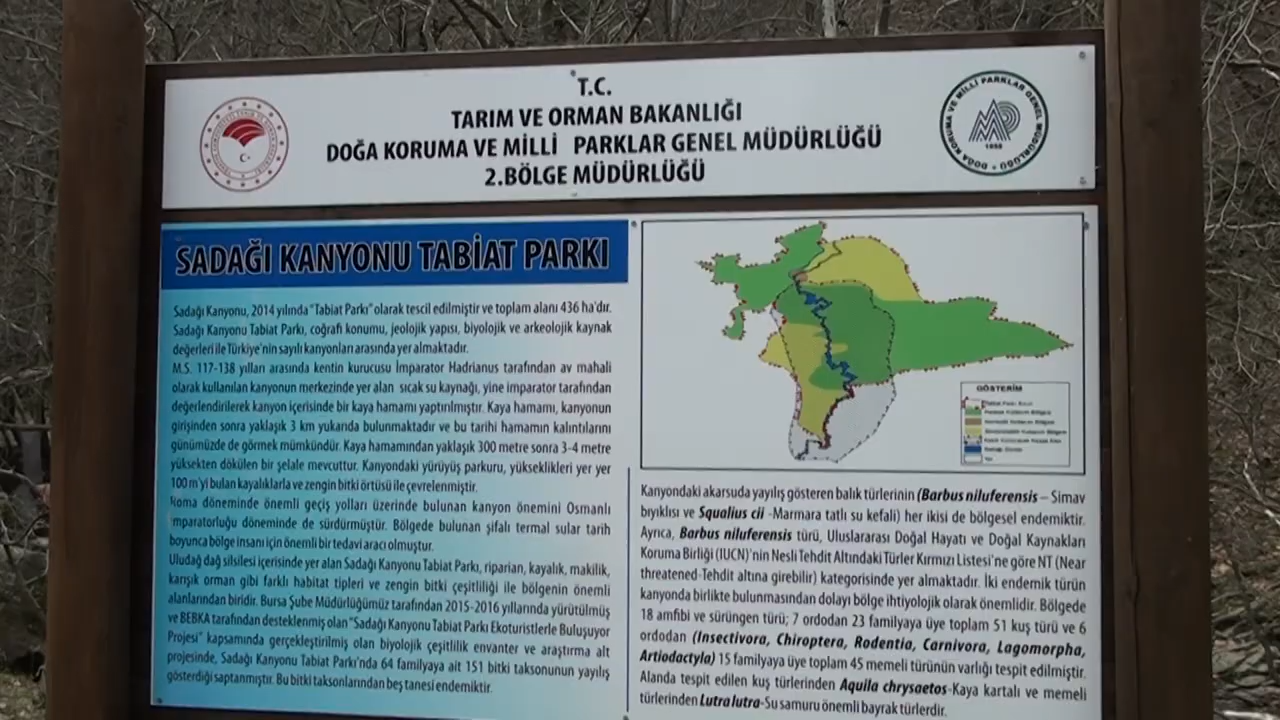 T.C.
TARIM VE ORMAN BAKANLIĞI
DOĞA KORUMA VE MİLLİ PARKLAR GENEL MÜDÜRLÜĞÜ
2.BÖLGE MÜDÜRLÜĞÜ
DOĞA KORUMA VE MİLLİ PARKLAR GENEL MÜDÜRLÜĞÜ
1958
SADAĞI KANYONU TABİAT PARKI
Sadağı Kanyonu, 2014 yılında "Tabiat Parkı" olarak tescil edilmiştir ve toplam alanı 436 ha'dır.
Sadağı Kanyonu Tabiat Parkı, coğrafi konumu, jeolojik yapısı, biyolojik ve arkeolojik kaynak
değerleri ile Türkiye'nin sayılı kanyonları arasında yer almaktadır.
M.S. 117-138 yılları arasında kentin kurucusu İmparator Hadrianus tarafından av mahali
olarak kullanılan kanyonun merkezinde yer alan sıcak su kaynağı, yine imparator tarafından
değerlendirilerek kanyon içerisinde bir kaya hamamı yaptırılmıştır. Kaya hamamı, kanyonun
girişinden sonra yaklaşık 3 km yukarıda bulunmaktadır ve bu tarihi hamamın kalıntılarını
günümüzde de görmek mümkündür. Kaya hamamından yaklaşık 300 metre sonra 3-4 metre
yüksekten dökülen bir şelale mevcuttur. Kanyondaki yürüyüş parkuru, yükseklikleri yer yer
100 m'yi bulan kayalıklarla ve zengin bitki örtüsü ile çevrelenmiştir.
Roma döneminde önemli geçiş yolları üzerinde bulunan kanyon önemini Osmanlı
mparatorluğu döneminde de sürdürmüştür. Bölgede bulunan şifalı termal sular tarih
boyunca bölge insanı için önemli bir tedavi aracı olmuştur.
Uludağ dağ silsilesi içerisinde yer alan Sadağı Kanyonu Tabiat Parkı, riparian, kayalık, makilik,
karışık orman gibi farklı habitat tipleri ve zengin bitki çeşitliliği ile bölgenin önemli
alanlarından biridir. Bursa Şube Müdürlüğümüz tarafından 2015-2016 yıllarında yürütülmüş
ve BEBKA tarafından desteklenmiş olan "Sadağı Kanyonu Tabiat Parkı Ekoturistlerle Buluşuyor
Projesi" kapsamında gerçekleştirilmiş olan biyolojik çeşitlilik envanter ve araştırma alt
projesinde, Sadağı Kanyonu Tabiat Parkı'nda 64 familyaya ait 151 bitki taksonunun yayılış
gösterdiği saptanmıştır. Bu bitki taksonlarından beş tanesi endemiktir.
GÖSTERİM
Kanyondaki akarsuda yayılış gösteren balık türlerinin (Barbus niluferensis – Simav
bıyıklısı ve Squalius cii -Marmara tatlı su kefali) her ikisi de bölgesel endemiktir.
Ayrıca, Barbus niluferensis türü, Uluslararası Doğal Hayatı ve Doğal Kaynakları
Koruma Birliği (IUCN)'nin Nesli Tehdit Altındaki Türler Kırmızı Listesi'ne göre NT (Near
threatened-Tehdit altına girebilir) kategorisinde yer almaktadır. İki endemik türün
kanyonda birlikte bulunmasından dolayı bölge ihtiyolojik olarak önemlidir. Bölgede
18 amfibi ve sürüngen türü; 7 ordodan 23 familyaya üye toplam 51 kuş türü ve 6
ordodan (Insectivora, Chiroptera, Rodentia, Carnivora, Lagomorpha,
Artiodactyla) 15 familyaya üye toplam 45 memeli türünün varlığı tespit edilmiştir.
Alanda tespit edilen kuş türlerinden Aquila chrysaetos-Kaya kartalı ve memeli
türlerinden Lutra lutra-Su samuru önemli bayrak türlerdir.